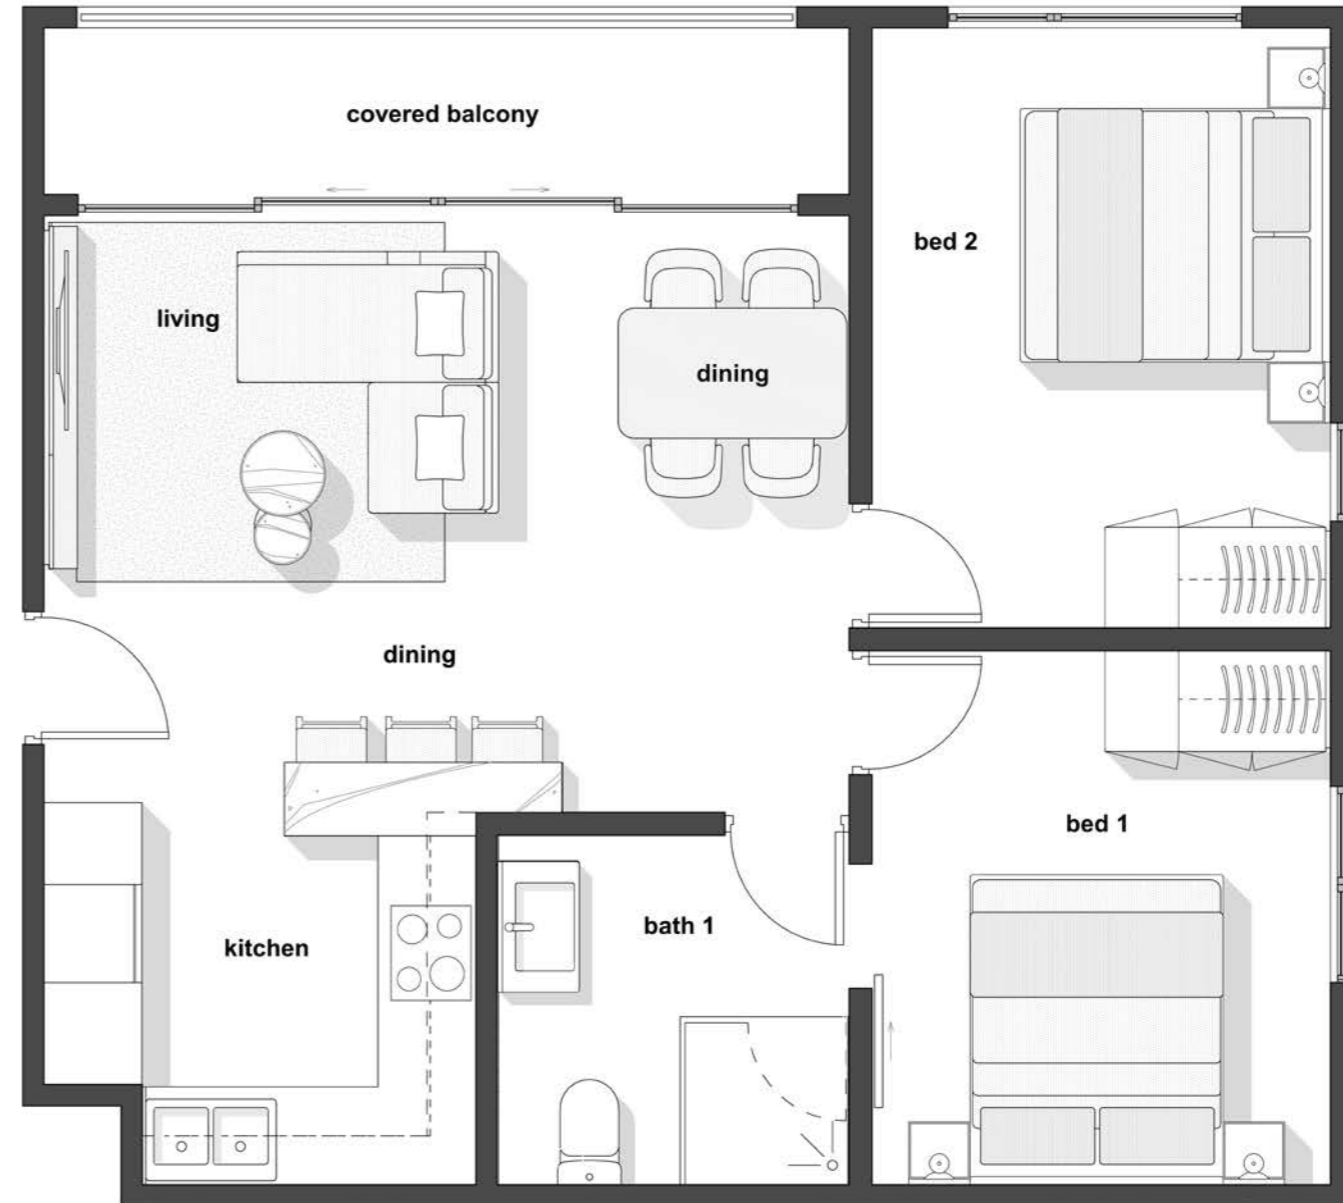 covered balcony
bed 2
living
dining
dining
bed 1
bath 1
kitchen